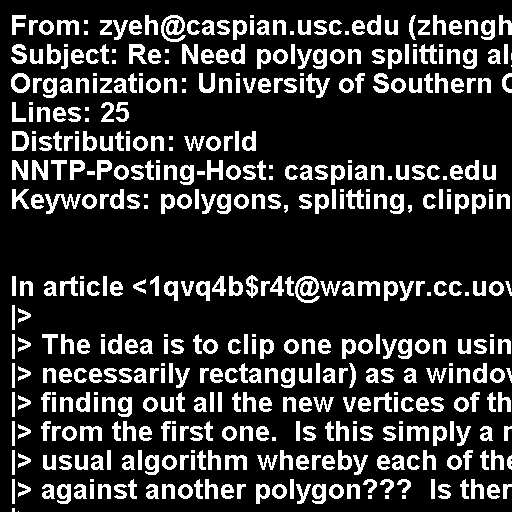 From: zyeh@caspian.usc.edu (zhengh
Subject: Re: Need polygon splitting al
Organization: University of Southern C
Lines: 25
Distribution: world
NNTP-Posting-Host: caspian.usc.edu
Keywords: polygons, splitting, clippin
In article <1qvq4b$r4t@wampyr.cc.uov
|>
|> The idea is to clip one polygon usin
|> necessarily rectangular) as a window
|> finding out all the new vertices of th
|> from the first one.  Is this simply a
|> usual algorithm whereby each of the
|> against another polygon???  Is ther